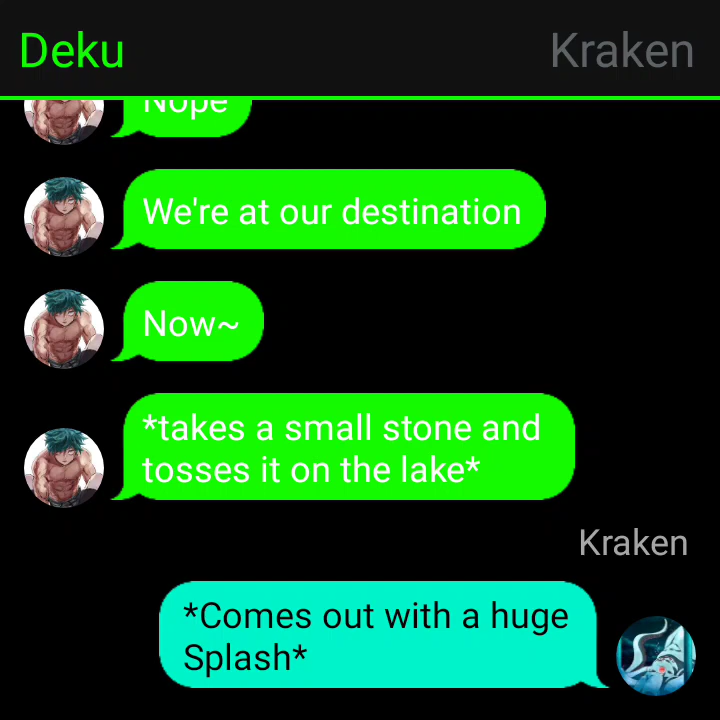 Deku
Kraken
Nope
We're at our destination
Now~
*takes a small stone and
tosses it on the lake*
Kraken
*Comes out with a huge
Splash*